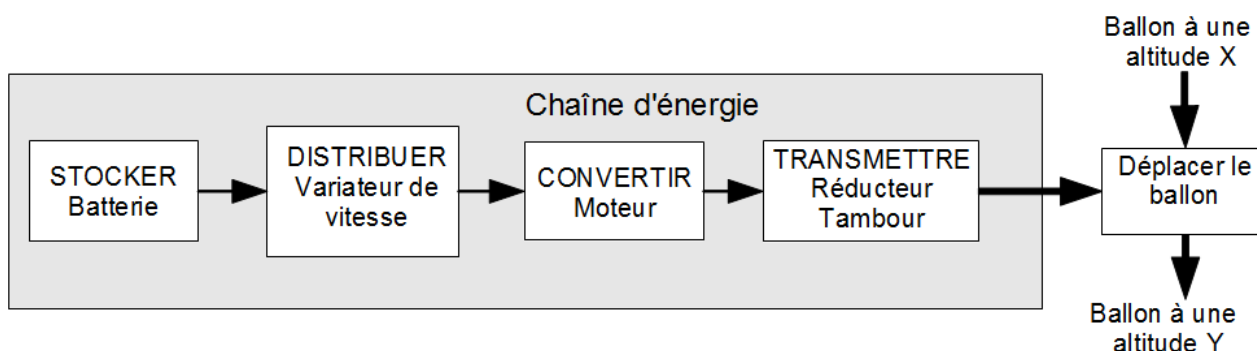 Ballon à une
altitude X
Chaîne d'énergie
STOCKER
Batterie
DISTRIBUER
Variateur de
vitesse
CONVERTIR
Moteur
TRANSMETTRE
Réducteur
Tambour
Déplacer le
ballon
Ballon à une
altitude Y